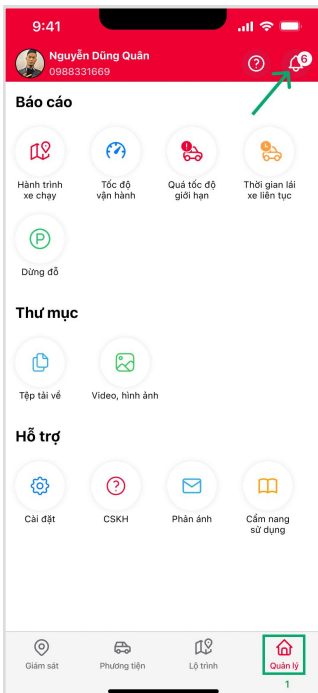 9:41
Nguyễn Dũng Quân
0988331669
6
Báo cáo
Hành trình
xe chạy
Tốc độ
vận hành
Quá tốc độ
giới hạn
Thời gian lái
xe liên tục
P
Dừng đỗ
Thư mục
Tệp tải về
Video, hình ảnh
Hỗ trợ
Cài đặt
CSKH
Phản ánh
Cẩm nang
sử dụng
Giám sát
Phương tiện
Lộ trình
Quản lý
1